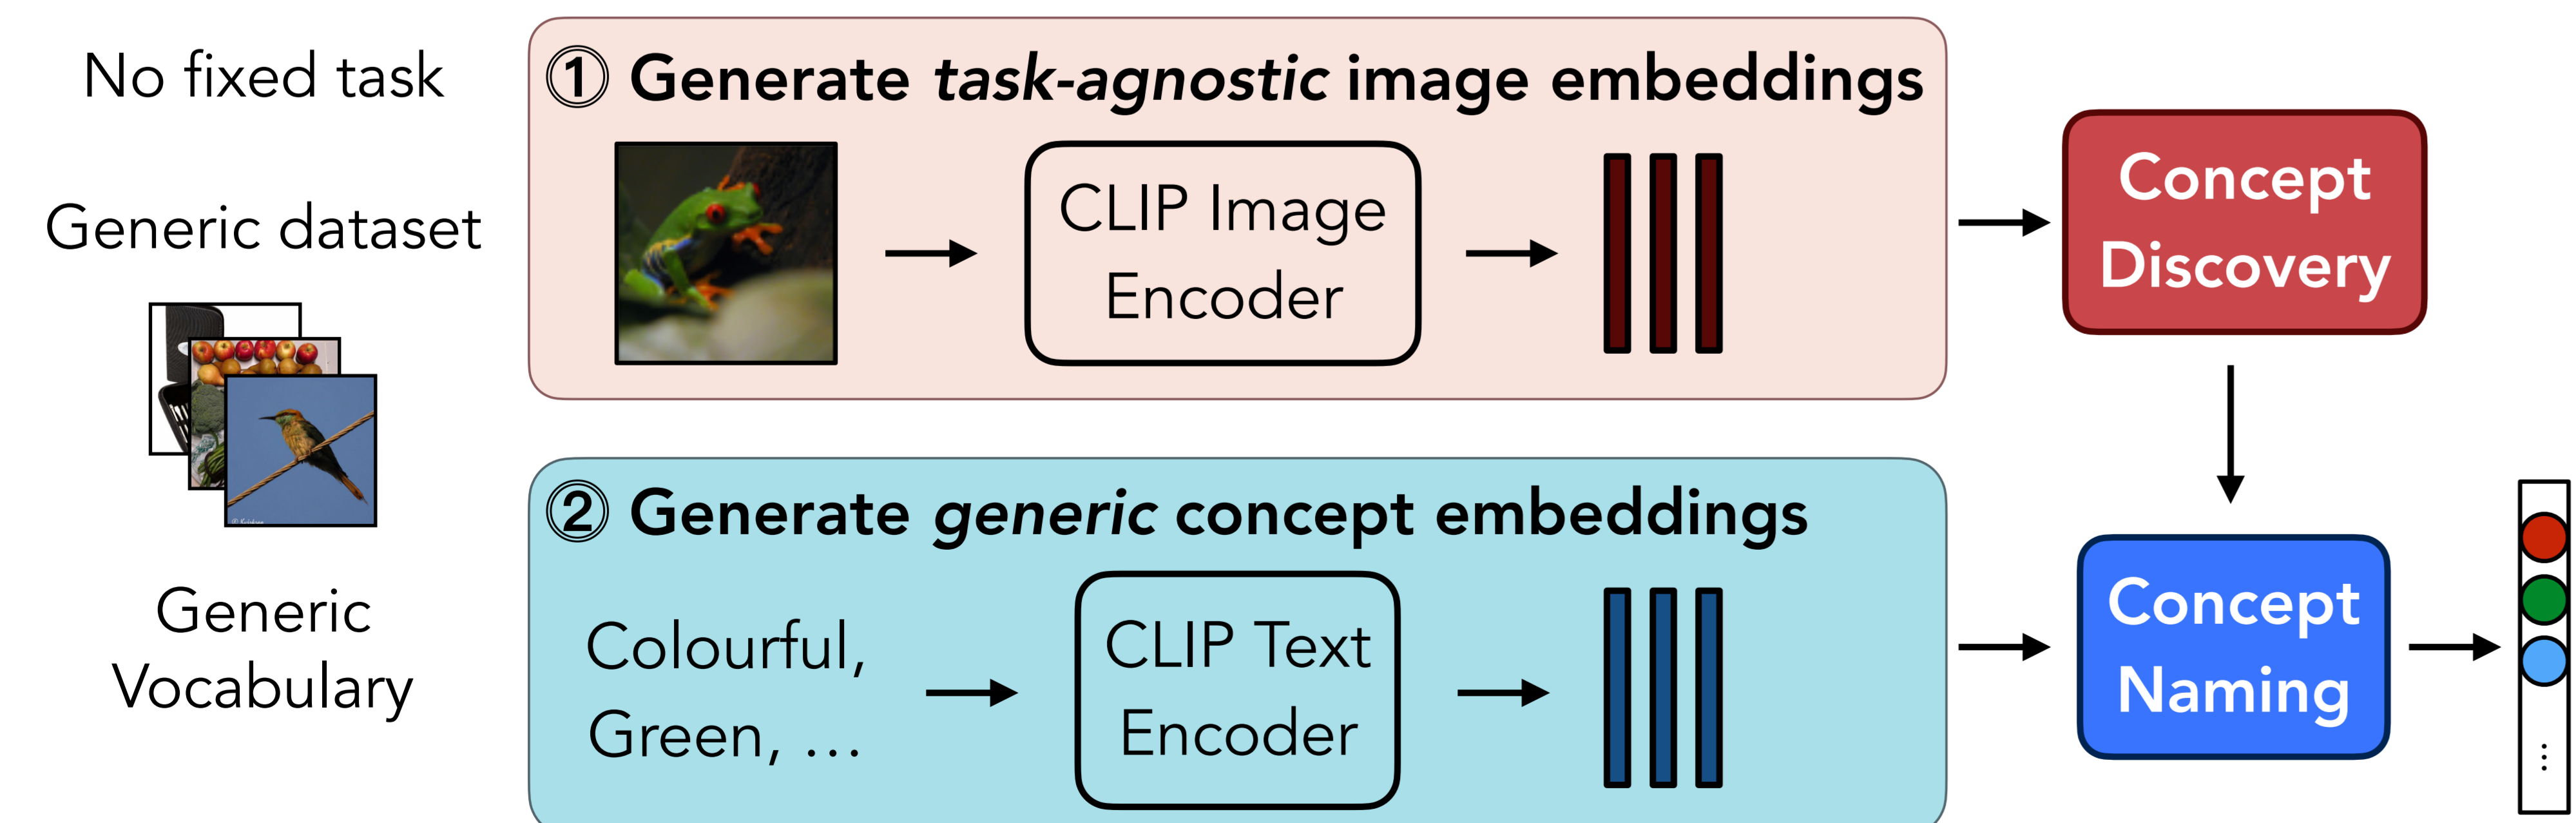 No fixed task
Generic dataset
Generic
Vocabulary
① Generate task-agnostic image embeddings
CLIP Image
Encoder
② Generate generic concept embeddings
Colourful,
Green, ...
CLIP Text
Encoder
Concept
Discovery
Concept
Naming
⋮